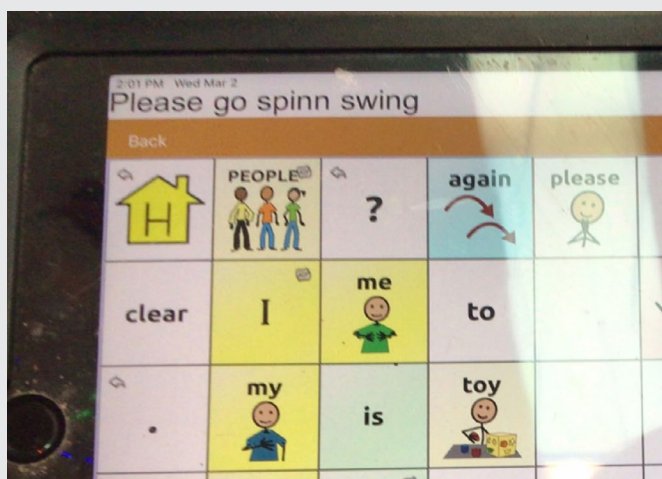 2:01 PM Wed Mar 2
Please go spinn swing
Back
H
PEOPLE
?
again
please
clear
I
me
to
.
my
is
toy